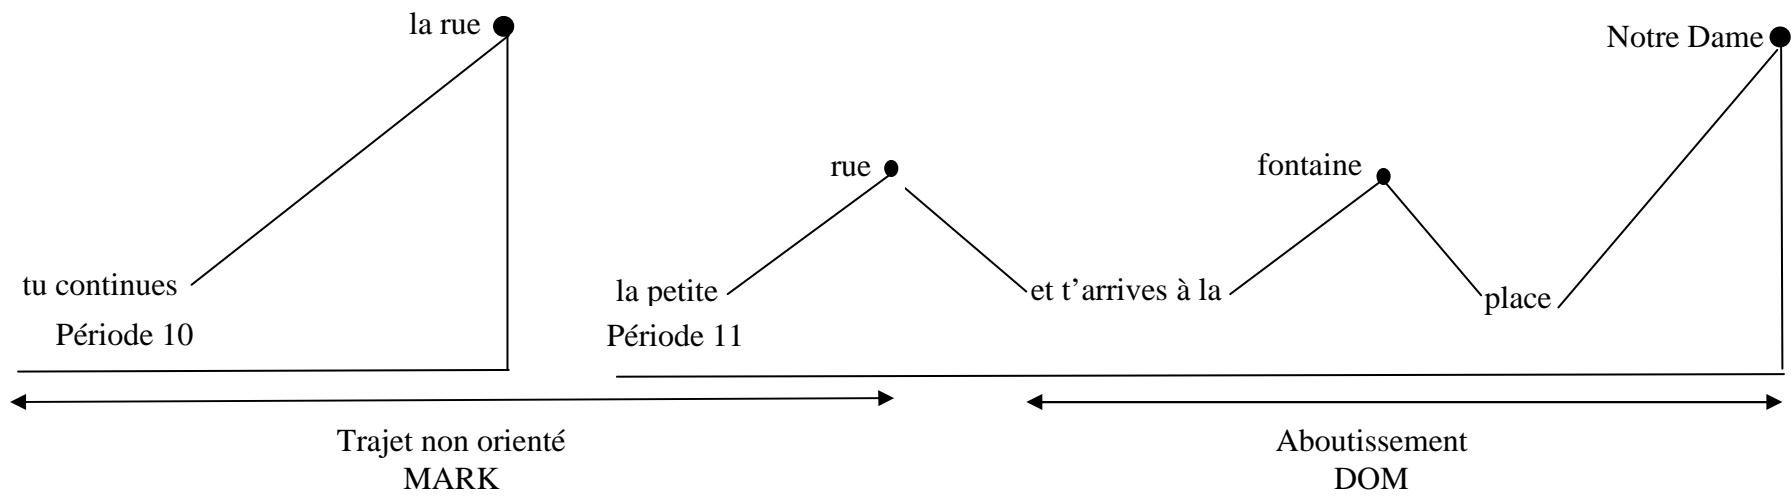 la rue
Notre Dame
rue
fontaine
tu continues
la petite
et t'arrives à la
place
Période 10
Période 11
Trajet non orienté
MARK
Aboutissement
DOM